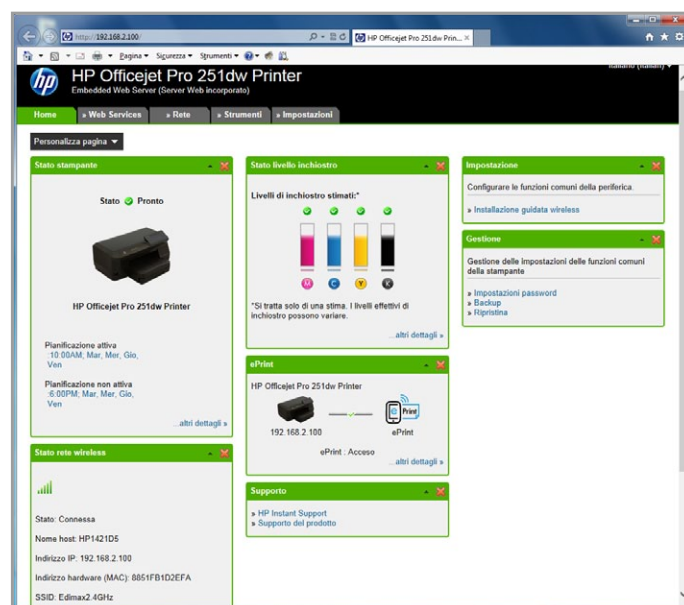 http://192.168.2.100/
HP Officejet Pro 251dw Prin...
Pagina
Sicurezza
Strumenti
hp
HP Officejet Pro 251dw Printer
Embedded Web Server (Server Web incorporato)
Italiano (Italian)
Home
» Web Services
» Rete
» Strumenti
» Impostazioni
Personalizza pagina
Stato stampante
Stato Pronto
HP Officejet Pro 251dw Printer
Pianificazione attiva
:10:00AM, Mar, Mer, Gio,
Ven
Pianificazione non attiva
:6:00PM; Mar, Mer, Gio,
Ven
...altri dettagli »
Stato rete wireless
Stato: Connessa
Nome host: HP1421D5
Indirizzo IP: 192.168.2.100
Indirizzo hardware (MAC): 8851FB1D2EFA
SSID: Edimax2.4GHz
Stato livello inchiostro
Livelli di inchiostro stimati:*
M C Y K
*Si tratta solo di una stima. I livelli effettivi di
inchiostro possono variare.
...altri dettagli »
ePrint
HP Officejet Pro 251dw Printer
e Print
192.168.2.100 ePrint
ePrint : Acceso
...altri dettagli »
Supporto
» HP Instant Support
» Supporto del prodotto
Impostazione
Configurare le funzioni comuni della periferica.
» Installazione guidata wireless
Gestione
Gestione delle impostazioni delle funzioni comuni
della stampante
» Impostazioni password
» Backup
» Ripristina